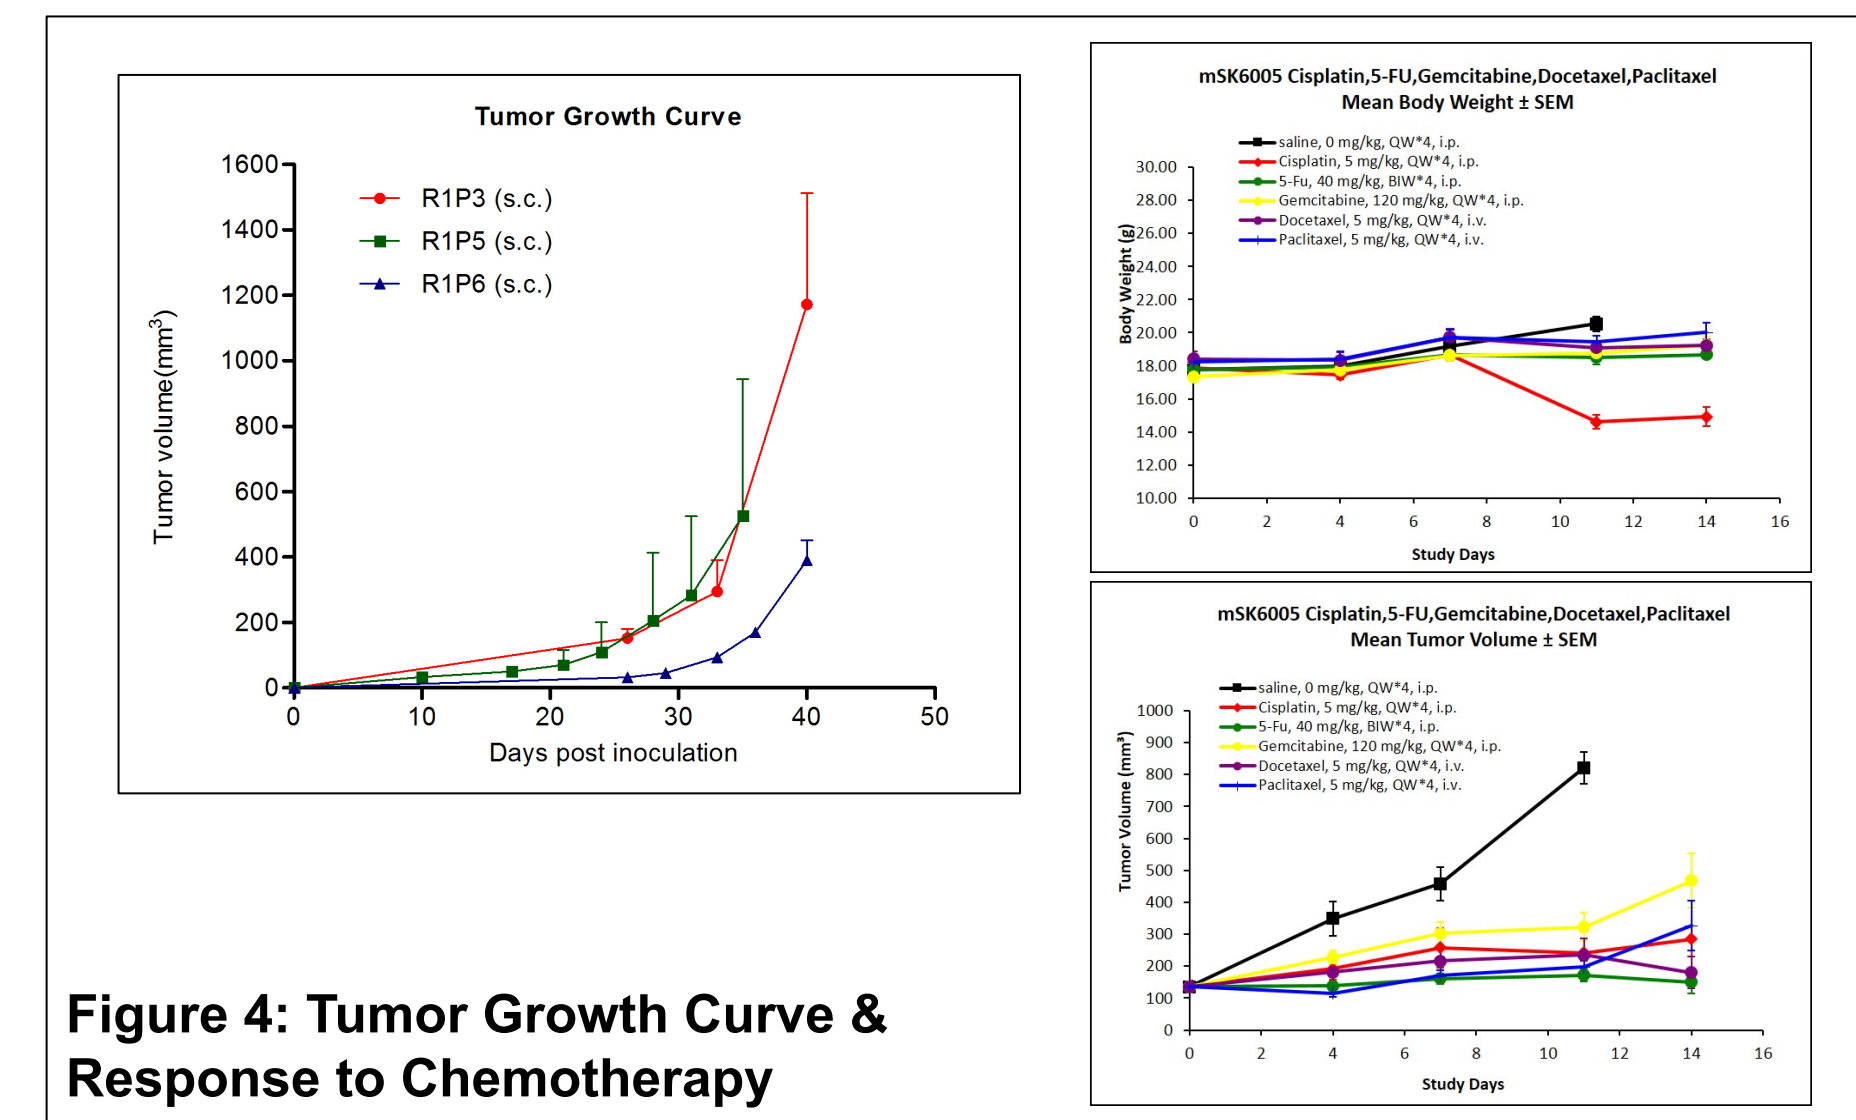 Tumor Growth Curve
1600
1400
1200
1000
800
600
400
200
0
Tumor volume(mm³)
R1P3 (s.c.)
R1P5 (s.c.)
R1P6 (s.c.)
0 10 20 30 40 50
Days post inoculation
mSK6005 Cisplatin,5-FU,Gemcitabine,Docetaxel,Paclitaxel
Mean Body Weight ± SEM
saline, 0 mg/kg, QW*4, i.p.
Cisplatin, 5 mg/kg, QW*4, i.p.
5-Fu, 40 mg/kg, BIW*4, i.p.
Gemcitabine, 120 mg/kg, QW*4, i.p.
Docetaxel, 5 mg/kg, QW*4, i.v.
Paclitaxel, 5 mg/kg, QW*4, i.v.
30.00
28.00
26.00
24.00
22.00
20.00
18.00
16.00
14.00
12.00
10.00
Body Weight (g)
0 2 4 6 8 10 12 14 16
Study Days
mSK6005 Cisplatin,5-FU,Gemcitabine,Docetaxel,Paclitaxel
Mean Tumor Volume ± SEM
saline, 0 mg/kg, QW*4, i.p.
Cisplatin, 5 mg/kg, QW*4, i.p.
5-Fu, 40 mg/kg, BIW*4, i.p.
Gemcitabine, 120 mg/kg, QW*4, i.p.
Docetaxel, 5 mg/kg, QW*4, i.v.
Paclitaxel, 5 mg/kg, QW*4, i.v.
1000
900
800
700
600
500
400
300
200
100
0
Tumor Volume (mm³)
0 2 4 6 8 10 12 14 16
Study Days
Figure 4: Tumor Growth Curve &
Response to Chemotherapy